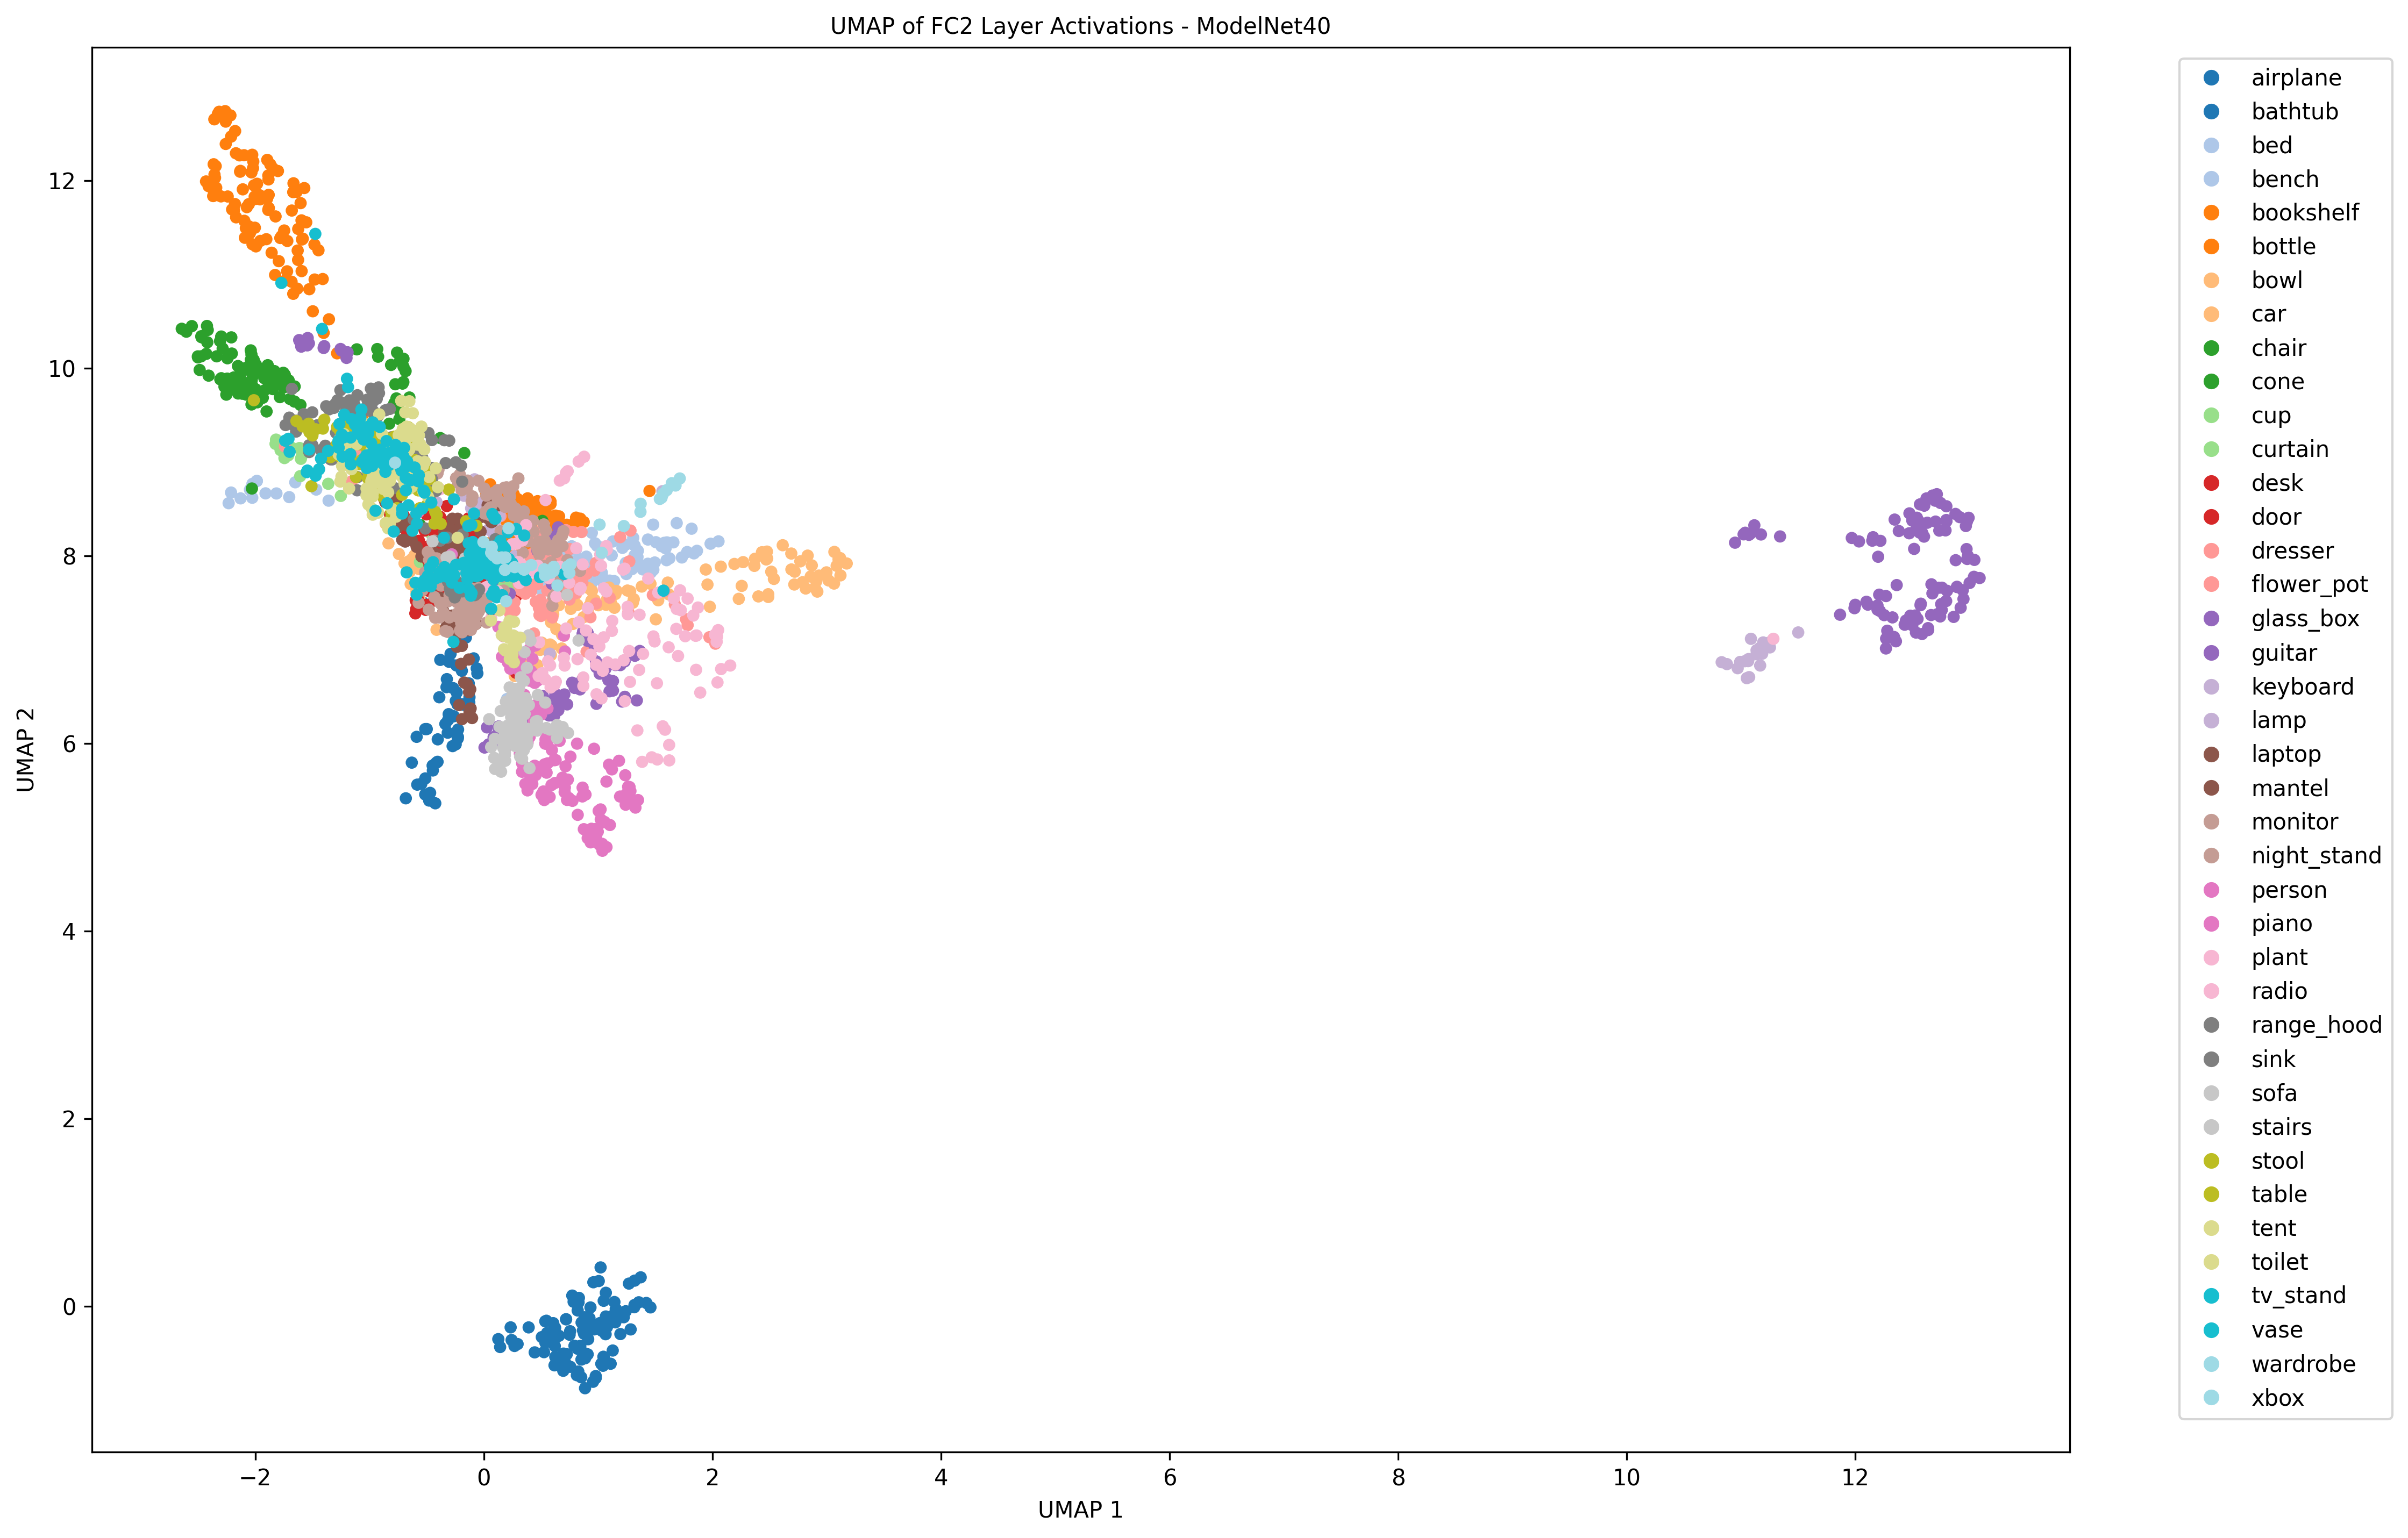 UMAP of FC2 Layer Activations - ModelNet40
UMAP 2
12
10
8
6
4
2
0
−2
0
2
4
6
8
10
12
UMAP 1
airplane
bathtub
bed
bench
bookshelf
bottle
bowl
car
chair
cone
cup
curtain
desk
door
dresser
flower_pot
glass_box
guitar
keyboard
lamp
laptop
mantel
monitor
night_stand
person
piano
plant
radio
range_hood
sink
sofa
stairs
stool
table
tent
toilet
tv_stand
vase
wardrobe
xbox